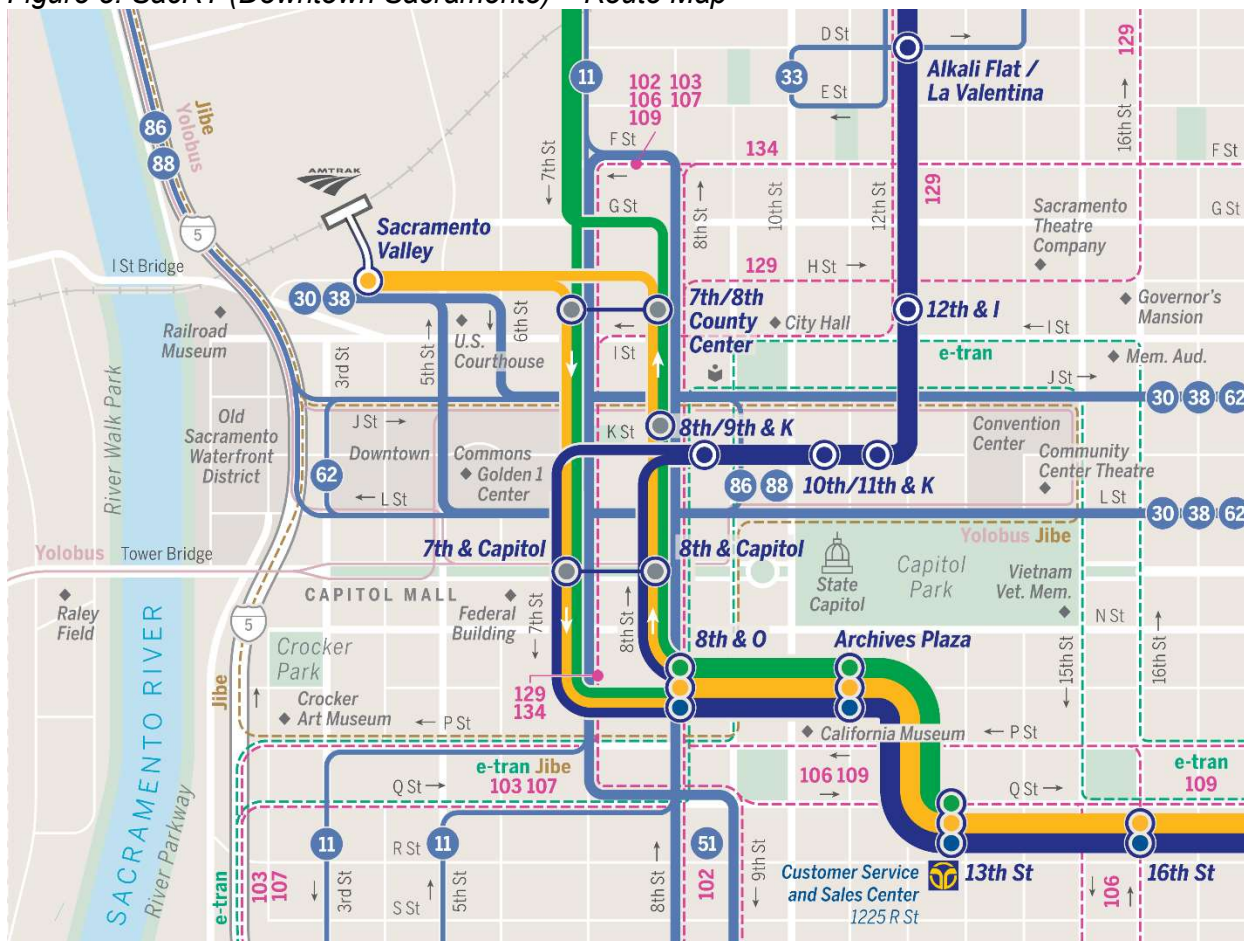 Figure 3: SacRT (Downtown Sacramento) – Route Map
D St →
11
33
Alkali Flat /
La Valentina
129
102 103
106 107
109
E St
←
16th St →
86
88
Jibe
Yolobus
← 7th St
F St
←
134
F St
AMTRAK
G St
8th St →
10th St
12th St
129
Sacramento
Theatre
Company
G St
5
Sacramento
Valley
I St Bridge
129
H St →
30 38
7th/8th
County
Center
City Hall
12th & I
Governor's
Mansion
Railroad
Museum
U.S.
Courthouse
← 6th St
5th St →
3rd St
←
I St
← I St
e-tran
Mem. Aud.
J St →
30 38 62
River Walk Park
Old
Sacramento
Waterfront
District
J St →
Downtown
Commons
Golden 1
Center
K St
8th/9th & K
Convention
Center
Community
Center Theatre
62
← L St
86 88
10th/11th & K
L St
30 38 62
Yolobus
Tower Bridge
7th & Capitol
8th & Capitol
Yolobus Jibe
State
Capitol
Capitol
Park
Vietnam
Vet. Mem.
Raley
Field
CAPITOL MALL
Federal
Building
← 7th St
8th St →
N St
5
Crocker
Park
8th & O
Archives Plaza
← 15th St
16th St →
SACRAMENTO RIVER
River Parkway
Jibe
Crocker
Art Museum
← P St
129
134
California Museum
← P St
e-tran Jibe
103 107
Q St →
←
106 109
→
Q St →
e-tran
109
11
11
R St
51
e-tran
103
107
← 3rd St
5th St →
S St
8th St →
102
← 9th St
Customer Service
and Sales Center
1225 R St
13th St
16th St
← 106 →